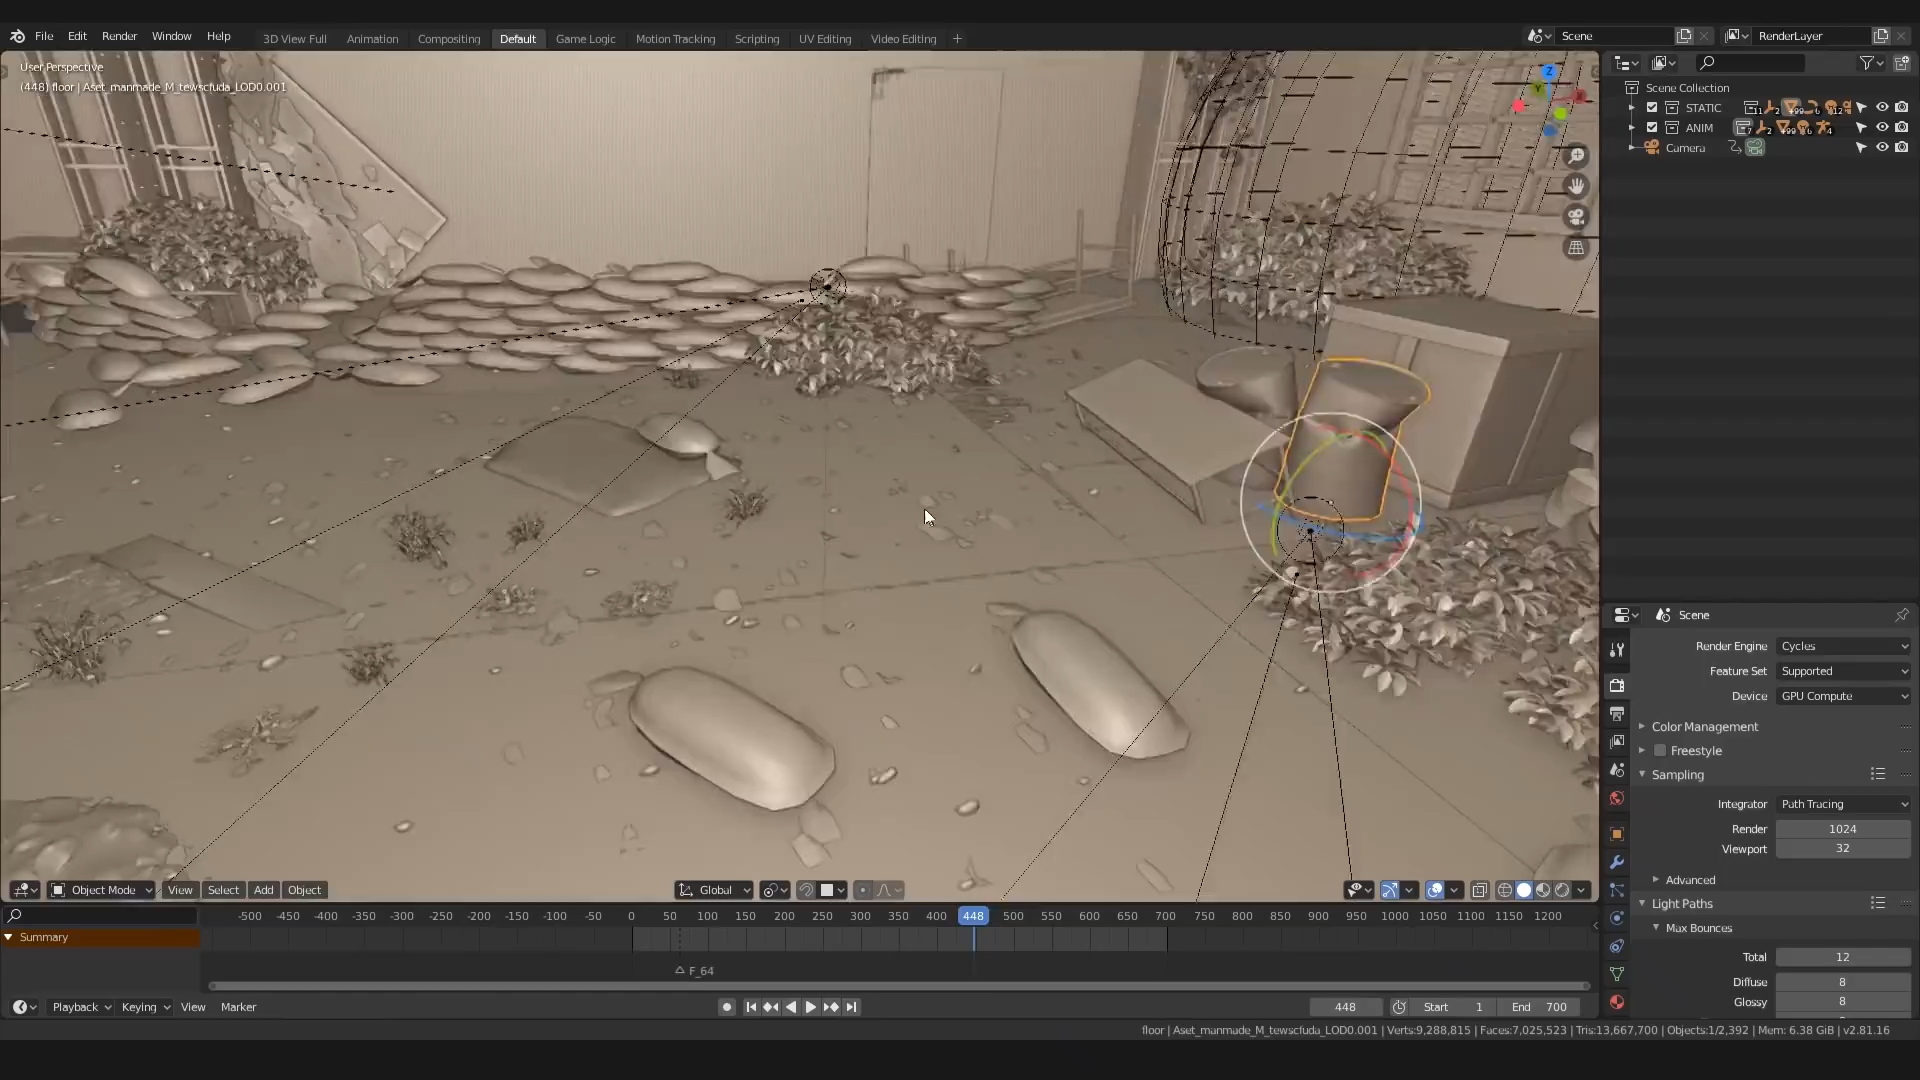 File Edit Render Window Help
3D View Full Animation Compositing Default Game Logic Motion Tracking Scripting UV Editing Video Editing +
Scene
RenderLayer
User Perspective
(448) floor | Aset_manmade_M_tewscfuda_LOD0.001
Z
Y
Scene Collection
STATIC
ANIM
Camera
Scene
Render Engine Cycles
Feature Set Supported
Device GPU Compute
Color Management
Freestyle
Sampling
Integrator Path Tracing
Render 1024
Viewport 32
Advanced
Light Paths
Max Bounces
Total 12
Diffuse 8
Glossy 8
Object Mode View Select Add Object
Global
-500 -450 -400 -350 -300 -250 -200 -150 -100 -50 0 50 100 150 200 250 300 350 400 448 500 550 600 650 700 750 800 850 900 950 1000 1050 1100 1150 1200
Summary
F_64
Playback Keying View Marker
448
Start 1
End 700
floor | Aset_manmade_M_tewscfuda_LOD0.001 | Verts:9,288,815 | Faces:7,025,523 | Tris:13,667,700 | Objects:1/2,392 | Mem: 6.38 GiB | v2.81.16